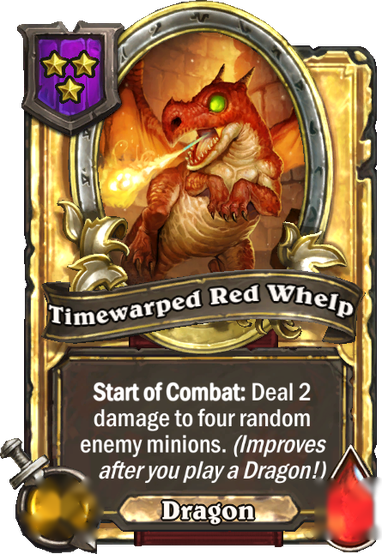 Timewarped Red Whelp
Start of Combat: Deal 2
damage to four random
enemy minions. (Improves
after you play a Dragon!)
Dragon